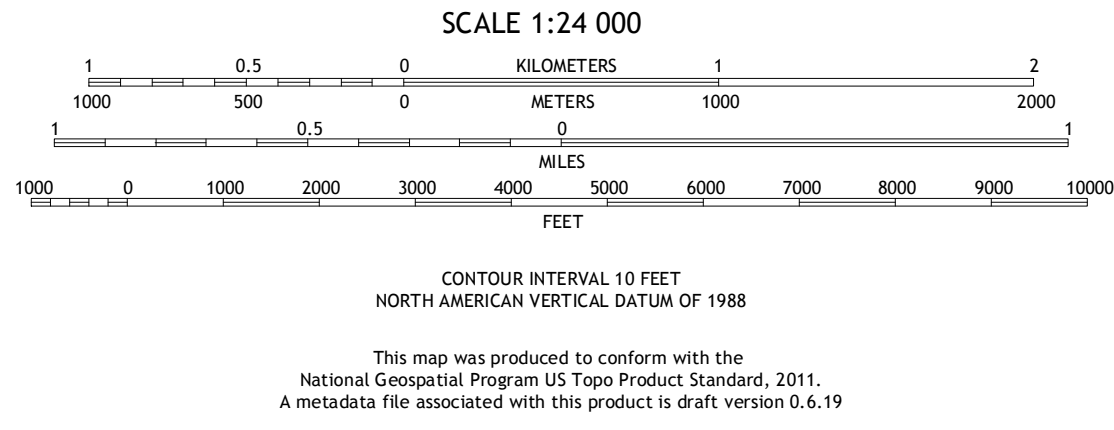 SCALE 1:24 000
1 0.5 0 KILOMETERS 1 2
1000 500 0 METERS 1000 2000
1 0.5 0 1
MILES
1000 0 1000 2000 3000 4000 5000 6000 7000 8000 9000 10000
FEET
CONTOUR INTERVAL 10 FEET
NORTH AMERICAN VERTICAL DATUM OF 1988
This map was produced to conform with the
National Geospatial Program US Topo Product Standard, 2011.
A metadata file associated with this product is draft version 0.6.19